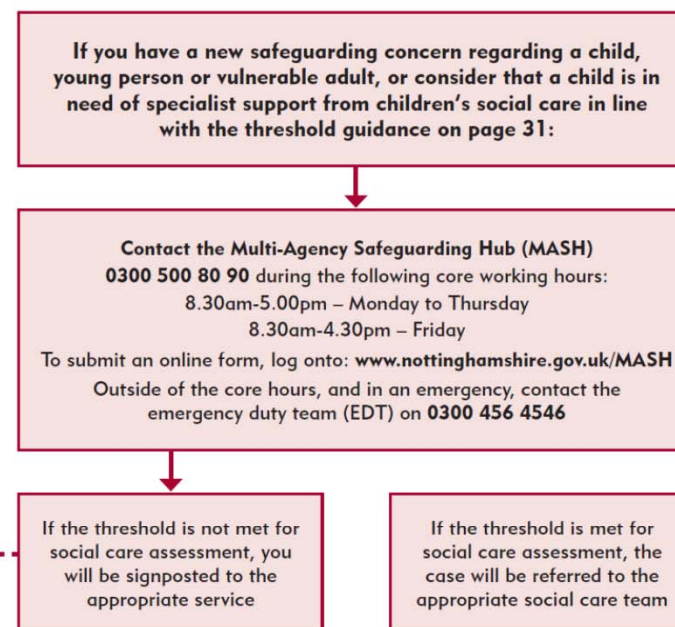 If you have a new safeguarding concern regarding a child,
young person or vulnerable adult, or consider that a child is in
need of specialist support from children's social care in line
with the threshold guidance on page 31:
Contact the Multi-Agency Safeguarding Hub (MASH)
0300 500 80 90 during the following core working hours:
8.30am-5.00pm – Monday to Thursday
8.30am-4.30pm – Friday
To submit an online form, log onto: www.nottinghamshire.gov.uk/MASH
Outside of the core hours, and in an emergency, contact the
emergency duty team (EDT) on 0300 456 4546
If the threshold is not met for
social care assessment, you
will be signposted to the
appropriate service
If the threshold is met for
social care assessment, the
case will be referred to the
appropriate social care team